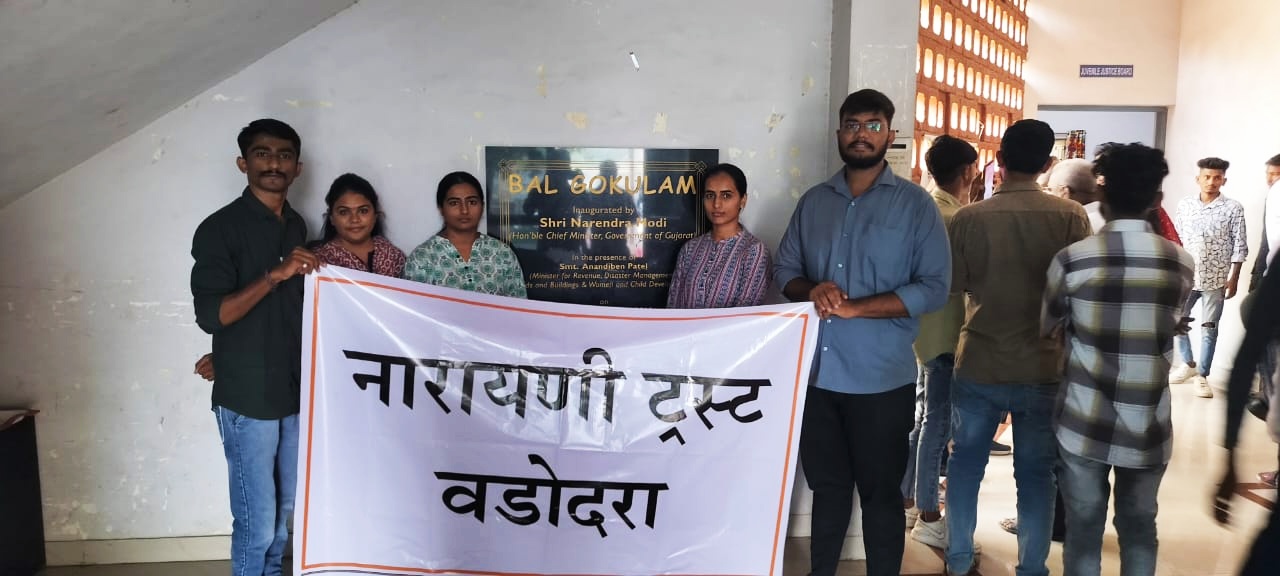 JUVENILE JUSTICE BOARD
BAL GOKULAM
Inaugurated by
Shri Narendra Modi
(Hon'ble Chief Minister, Government of Gujarat)
In the presence of
Smt. Anandiben Patel
(Minister for Revenue, Disaster Management
and Buildings & Women and Child
on
नारायणी ट्रस्ट
वडोदरा